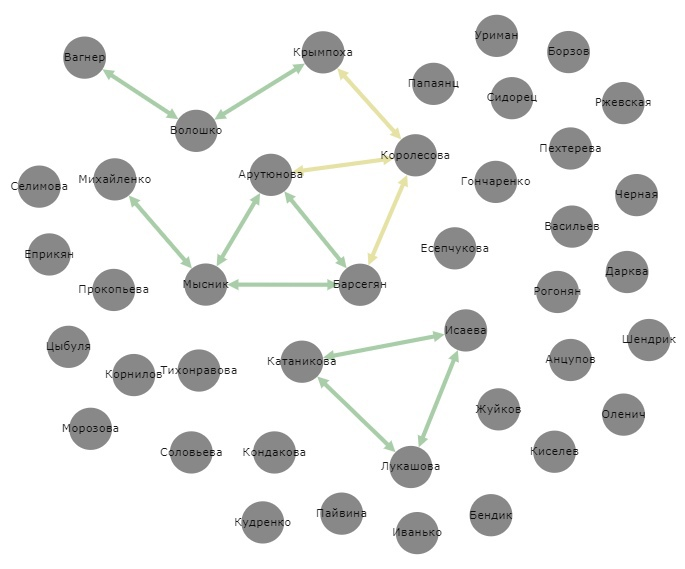 Уриман
Крымпоха
Борзов
Вагнер
Папаянц
Сидорец
Ржевская
Волошко
Пехтерева
Королесова
Арутюнова
Михайленко
Гончаренко
Селимова
Черная
Васильев
Есепчукова
Еприкян
Дарква
Мысник
Барсегян
Прокопьева
Рогонян
Исаева
Шендрик
Цыбуля
Катаникова
Анцупов
Тихонравова
Корнилов
Жуйков
Оленич
Морозова
Соловьева
Кондакова
Киселев
Лукашова
Пайвина
Бендик
Кудренко
Иванько